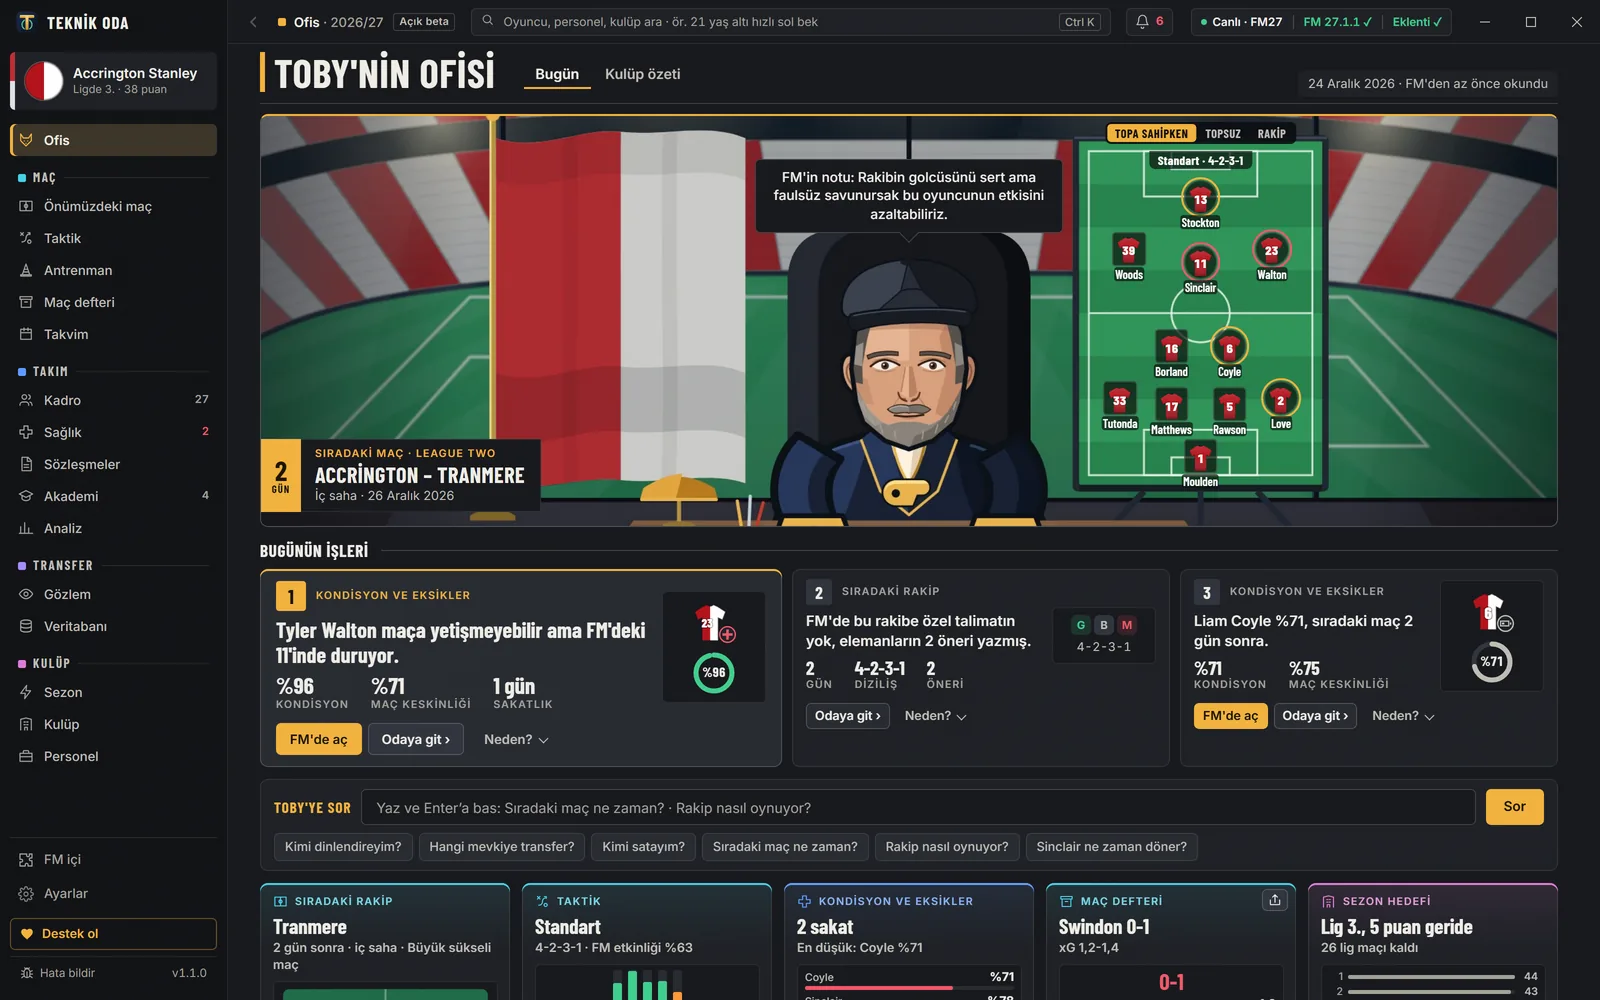 TEKNİK ODA
Ofis · 2026/27
Açık beta
Oyuncu, personel, kulüp ara · ör. 21 yaş altı hızlı sol bek
Ctrl K
6
Canlı · FM27
FM 27.1.1 ✓
Eklenti ✓
Accrington Stanley
Ligde 3. · 38 puan
Ofis
MAÇ
Önümüzdeki maç
Taktik
Antrenman
Maç defteri
Takvim
TAKIM
Kadro 27
Sağlık 2
Sözleşmeler
Akademi 4
Analiz
TRANSFER
Gözlem
Veritabanı
KULÜP
Sezon
Kulüp
Personel
FM içi
Ayarlar
Destek ol
Hata bildir v1.1.0
TOBY'NİN OFİSİ
Bugün
Kulüp özeti
24 Aralık 2026 · FM'den az önce okundu
FM'in notu: Rakibin golcüsünü sert ama
faulsüz savunursak bu oyuncunun etkisini
azaltabiliriz.
TOPA SAHİPKEN
TOPSUZ
RAKİP
Standart · 4-2-3-1
13
Stockton
39
Woods
11
Sinclair
23
Walton
16
Borland
6
Coyle
33
Tutonda
17
Matthews
5
Rawson
2
Love
1
Moulden
2
GÜN
SIRADAKİ MAÇ · LEAGUE TWO
ACCRİNGTON – TRANMERE
İç saha · 26 Aralık 2026
BUGÜNÜN İŞLERİ
1
KONDİSYON VE EKSİKLER
Tyler Walton maça yetişmeyebilir ama FM'deki
11'inde duruyor.
%96
KONDİSYON
%71
MAÇ KESKİNLİĞİ
1 gün
SAKATLIK
23
%96
FM'de aç
Odaya git ›
Neden?
2
SIRADAKİ RAKİP
FM'de bu rakibe özel talimatın
yok, elemanların 2 öneri yazmış.
2
GÜN
4-2-3-1
DİZİLİŞ
2
ÖNERİ
G B M
4-2-3-1
Odaya git ›
Neden?
3
KONDİSYON VE EKSİKLER
Liam Coyle %71, sıradaki maç 2
gün sonra.
%71
KONDİSYON
%75
MAÇ KESKİNLİĞİ
6
%71
FM'de aç
Odaya git ›
Neden?
TOBY'YE SOR
Yaz ve Enter'a bas: Sıradaki maç ne zaman? · Rakip nasıl oynuyor?
Sor
Kimi dinlendireyim?
Hangi mevkiye transfer?
Kimi satayım?
Sıradaki maç ne zaman?
Rakip nasıl oynuyor?
Sinclair ne zaman döner?
SIRADAKİ RAKİP
Tranmere
2 gün sonra · iç saha · Büyük sükseli
maç
TAKTİK
Standart
4-2-3-1 · FM etkinliği %63
KONDİSYON VE EKSİKLER
2 sakat
En düşük: Coyle %71
Coyle %71
MAÇ DEFTERİ
Swindon 0-1
xG 1,2-1,4
0-1
SEZON HEDEFİ
Lig 3., 5 puan geride
26 lig maçı kaldı
1 44
2 43